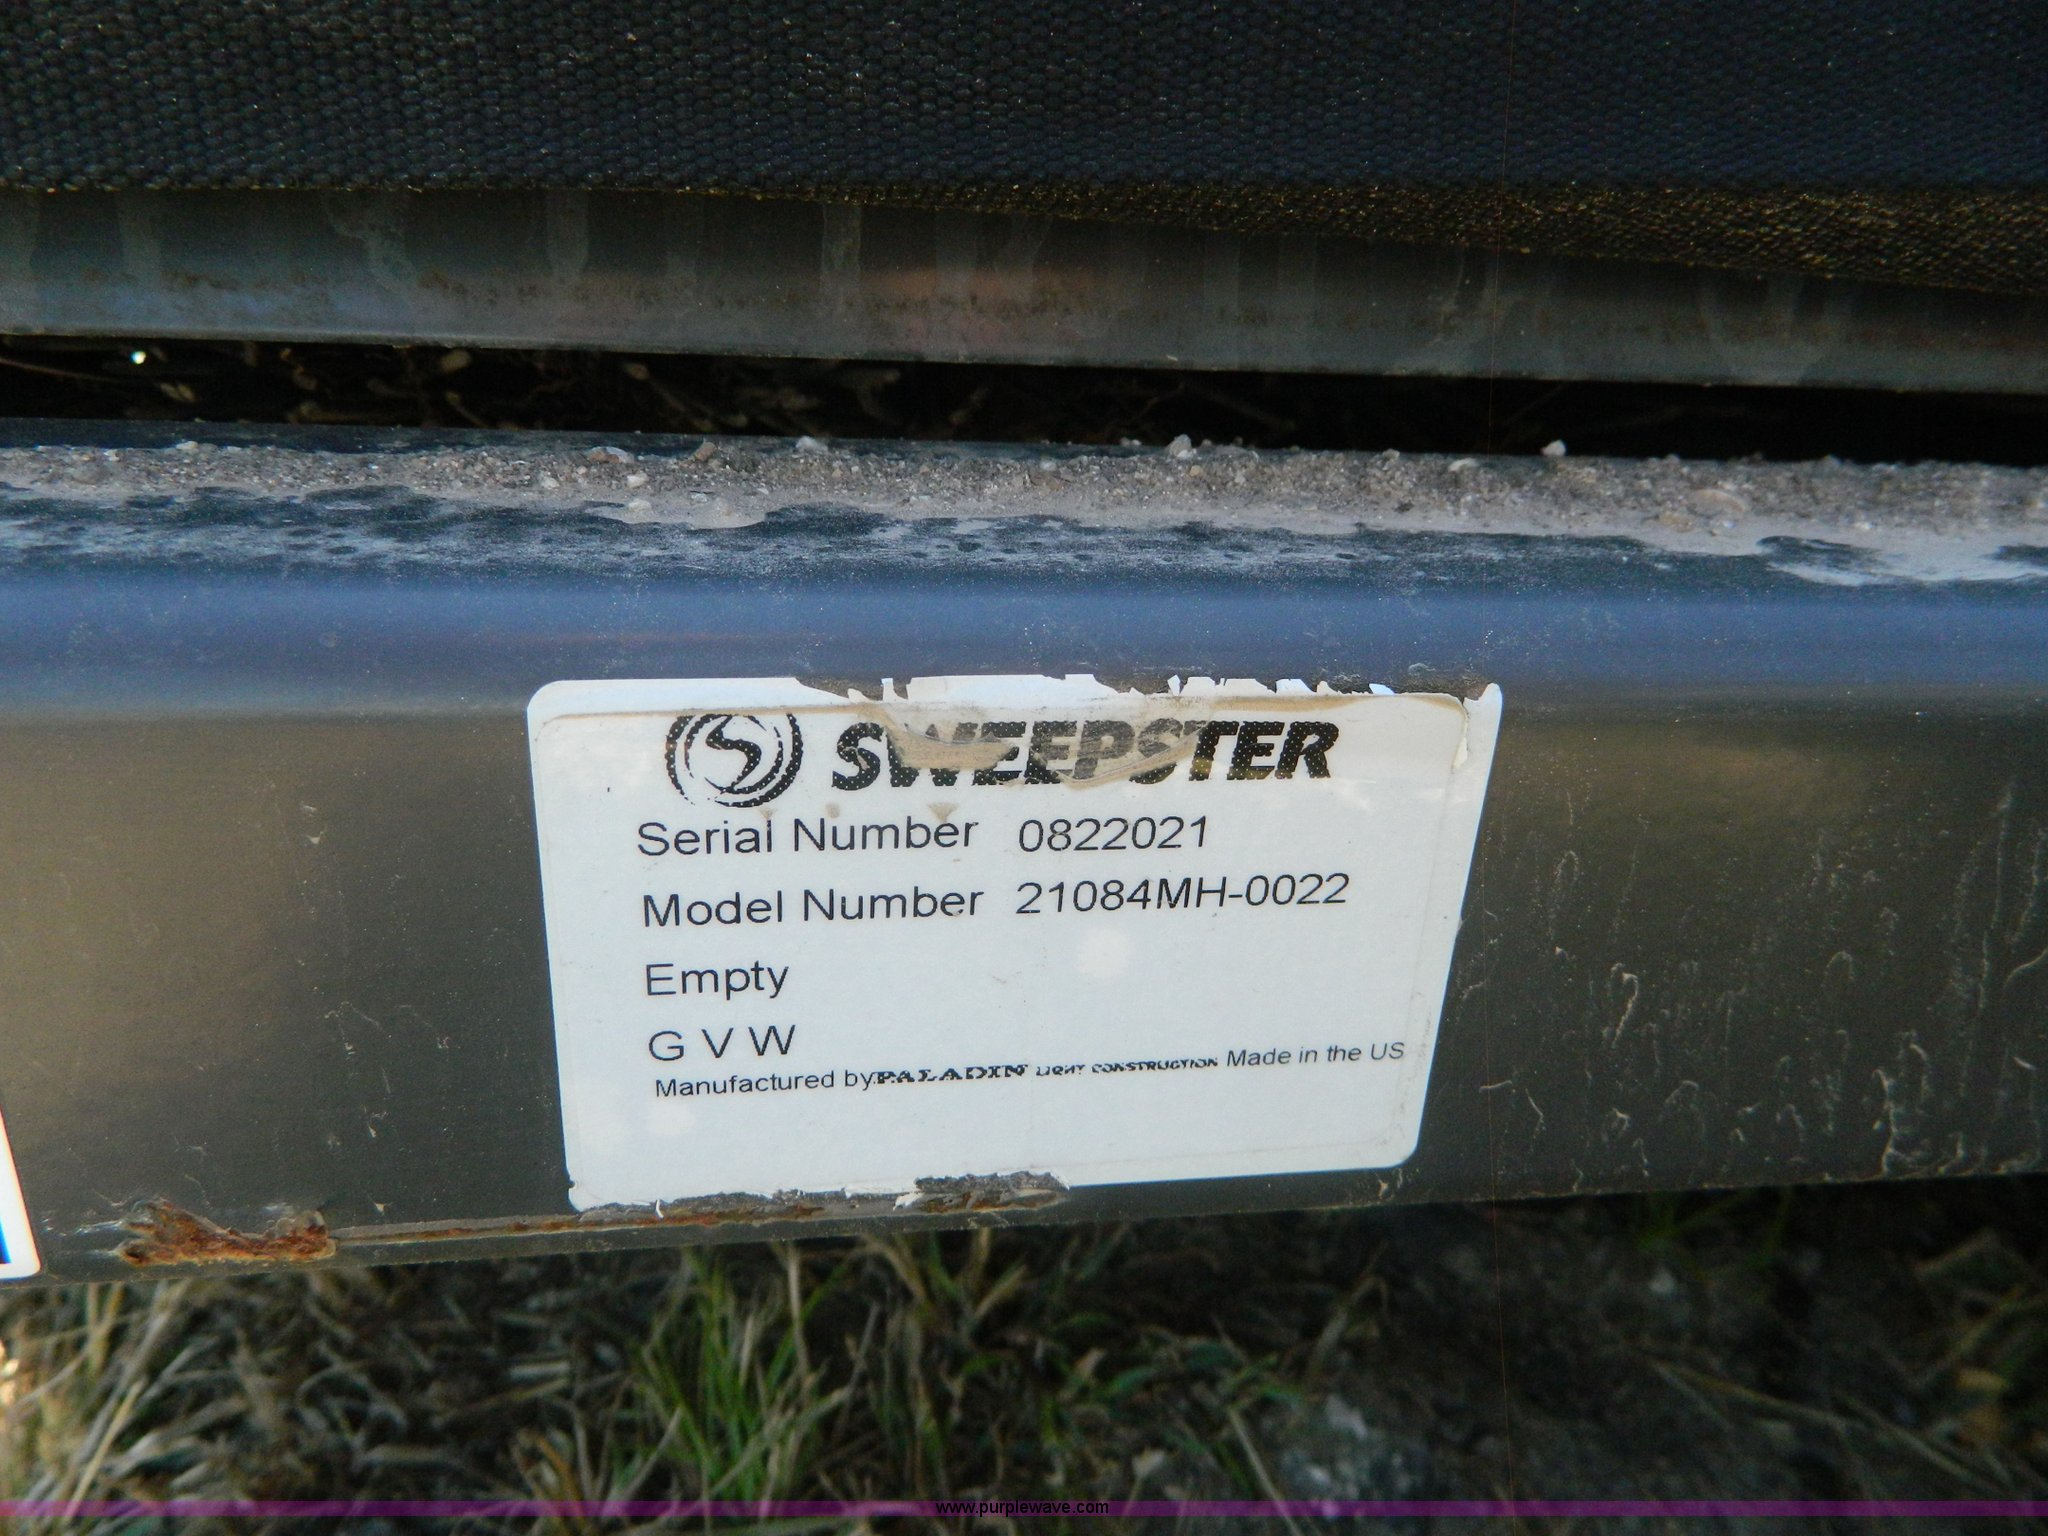 SWEEPSTER
Serial Number 0822021
Model Number 21084MH-0022
Empty
G V W
Manufactured by PALADIN LIGHT CONSTRUCTION Made in the US
www.purplewave.com